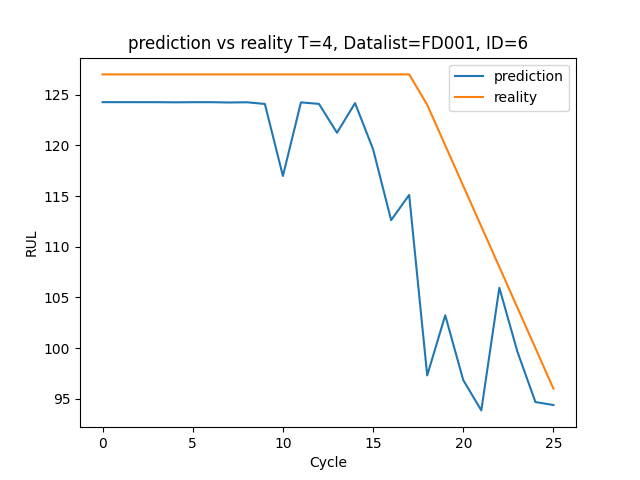 prediction vs reality T=4, Datalist=FD001, ID=6
prediction
reality
125
120
115
110
105
100
95
RUL
0 5 10 15 20 25
Cycle